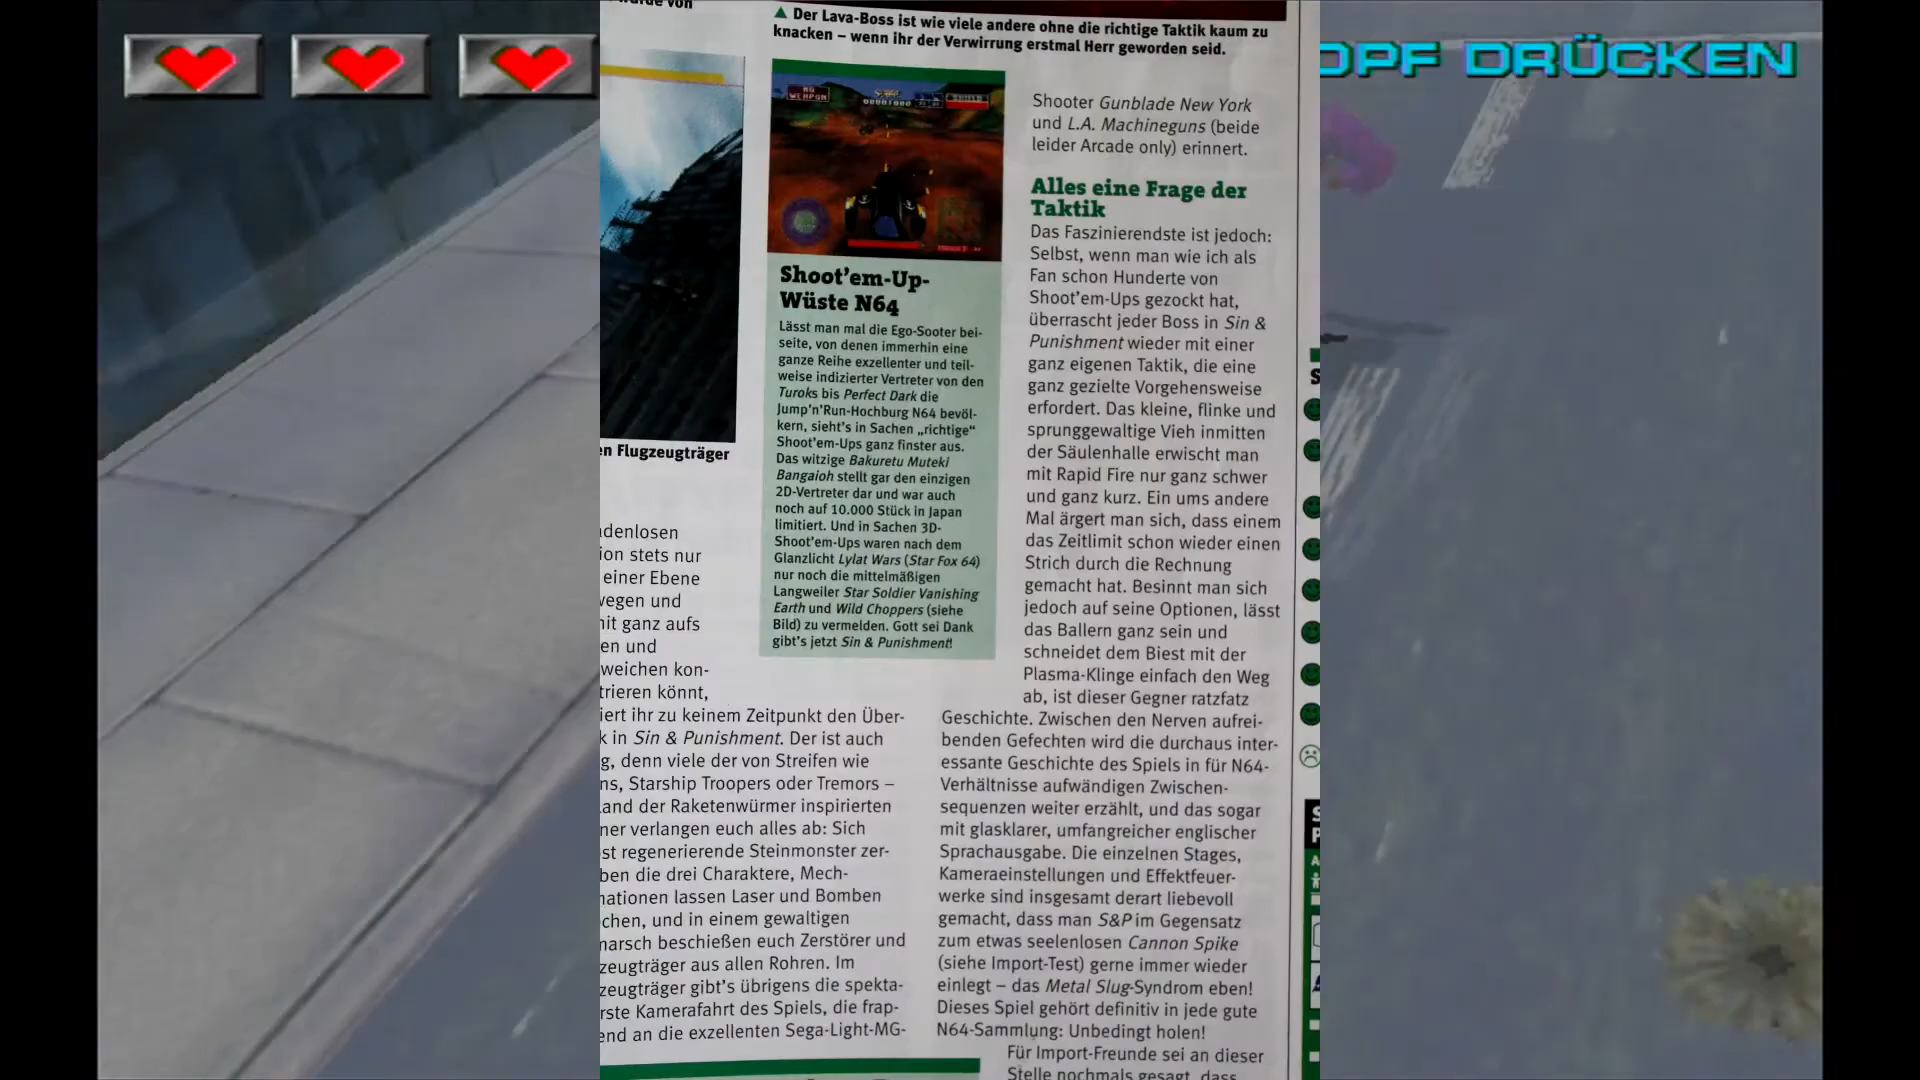 OPF DRÜCKEN
wurde von
▲ Der Lava-Boss ist wie viele andere ohne die richtige Taktik kaum zu
knacken – wenn ihr der Verwirrung erstmal Herr geworden seid.
NO
WEAPON
en Flugzeugträger
Shoot’em-Up-
Wüste N64
Lässt man mal die Ego-Sooter bei-
seite, von denen immerhin eine
ganze Reihe exzellenter und teil-
weise indizierter Vertreter von den
Turoks bis Perfect Dark die
Jump’n’Run-Hochburg N64 bevöl-
kern, sieht’s in Sachen „richtige“
Shoot’em-Ups ganz finster aus.
Das witzige Bakuretu Muteki
Bangaioh stellt gar den einzigen
2D-Vertreter dar und war auch
noch auf 10.000 Stück in Japan
limitiert. Und in Sachen 3D-
Shoot’em-Ups waren nach dem
Glanzlicht Lylat Wars (Star Fox 64)
nur noch die mittelmäßigen
Langweiler Star Soldier Vanishing
Earth und Wild Choppers (siehe
Bild) zu vermelden. Gott sei Dank
gibt’s jetzt Sin & Punishment!
idenlosen
ion stets nur
einer Ebene
wegen und
nit ganz aufs
en und
weichen kon-
trieren könnt,
iert ihr zu keinem Zeitpunkt den Über-
k in Sin & Punishment. Der ist auch
g, denn viele der von Streifen wie
ns, Starship Troopers oder Tremors –
Land der Raketenwürmer inspirierten
ner verlangen euch alles ab: Sich
st regenerierende Steinmonster zer-
ben die drei Charaktere, Mech-
nationen lassen Laser und Bomben
chen, und in einem gewaltigen
marsch beschießen euch Zerstörer und
zeugträger aus allen Rohren. Im
zeugträger gibt’s übrigens die spekta-
rste Kamerafahrt des Spiels, die frap-
end an die exzellenten Sega-Light-MG-
Shooter Gunblade New York
und L.A. Machineguns (beide
leider Arcade only) erinnert.
Alles eine Frage der
Taktik
Das Faszinierendste ist jedoch:
Selbst, wenn man wie ich als
Fan schon Hunderte von
Shoot’em-Ups gezockt hat,
überrascht jeder Boss in Sin &
Punishment wieder mit einer
ganz eigenen Taktik, die eine
ganz gezielte Vorgehensweise
erfordert. Das kleine, flinke und
sprunggewaltige Vieh inmitten
der Säulenhalle erwischt man
mit Rapid Fire nur ganz schwer
und ganz kurz. Ein ums andere
Mal ärgert man sich, dass einem
das Zeitlimit schon wieder einen
Strich durch die Rechnung
gemacht hat. Besinnt man sich
jedoch auf seine Optionen, lässt
das Ballern ganz sein und
schneidet dem Biest mit der
Plasma-Klinge einfach den Weg
ab, ist dieser Gegner ratzfatz
Geschichte. Zwischen den Nerven aufrei-
benden Gefechten wird die durchaus inter-
essante Geschichte des Spiels in für N64-
Verhältnisse aufwändigen Zwischen-
sequenzen weiter erzählt, und das sogar
mit glasklarer, umfangreicher englischer
Sprachausgabe. Die einzelnen Stages,
Kameraeinstellungen und Effektfeuer-
werke sind insgesamt derart liebevoll
gemacht, dass man S&P im Gegensatz
zum etwas seelenlosen Cannon Spike
(siehe Import-Test) gerne immer wieder
einlegt – das Metal Slug-Syndrom eben!
Dieses Spiel gehört definitiv in jede gute
N64-Sammlung: Unbedingt holen!
Für Import-Freunde sei an dieser
Stelle nochmals gesagt, dass